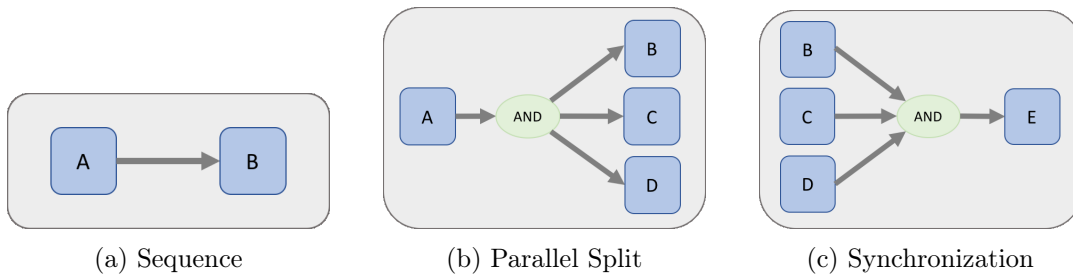 A
B
(a) Sequence
A
AND
B
C
D
(b) Parallel Split
B
C
D
AND
E
(c) Synchronization